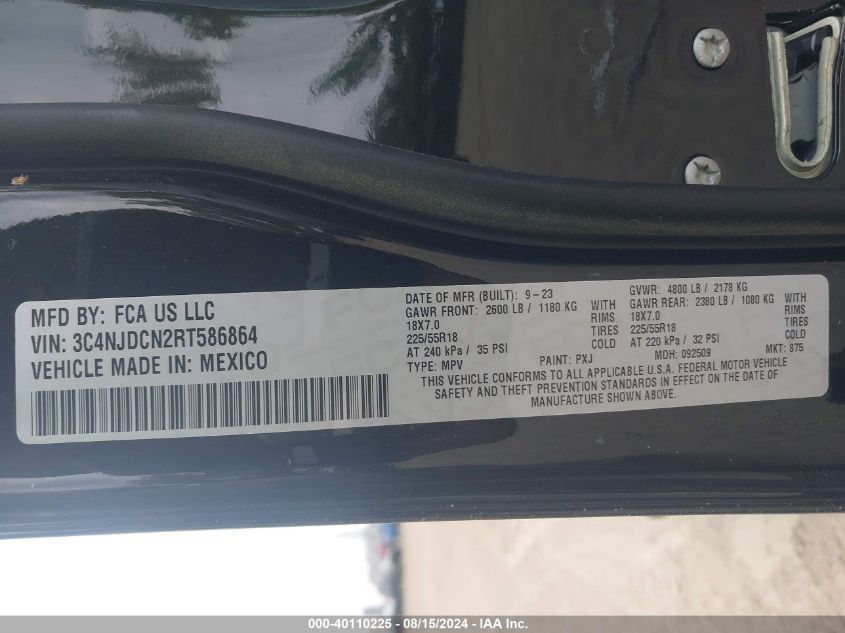 MFD BY: FCA US LLC
VIN: 3C4NJDCN2RT586864
VEHICLE MADE IN: MEXICO
DATE OF MFR (BUILT): 9-23
GVWR: 4800 LB / 2178 KG
GAWR FRONT: 2600 LB / 1180 KG WITH
GAWR REAR: 2380 LB / 1080 KG WITH
18X7.0 RIMS
18X7.0 RIMS
225/55R18 TIRES
225/55R18 TIRES
AT 240 kPa / 35 PSI COLD
AT 220 kPa / 32 PSI COLD
TYPE: MPV PAINT: PXJ MDH: 092509 MKT: 875
THIS VEHICLE CONFORMS TO ALL APPLICABLE U.S.A. FEDERAL MOTOR VEHICLE
SAFETY AND THEFT PREVENTION STANDARDS IN EFFECT ON THE DATE OF
MANUFACTURE SHOWN ABOVE.
000-40110225 - 08/15/2024 - IAA Inc.